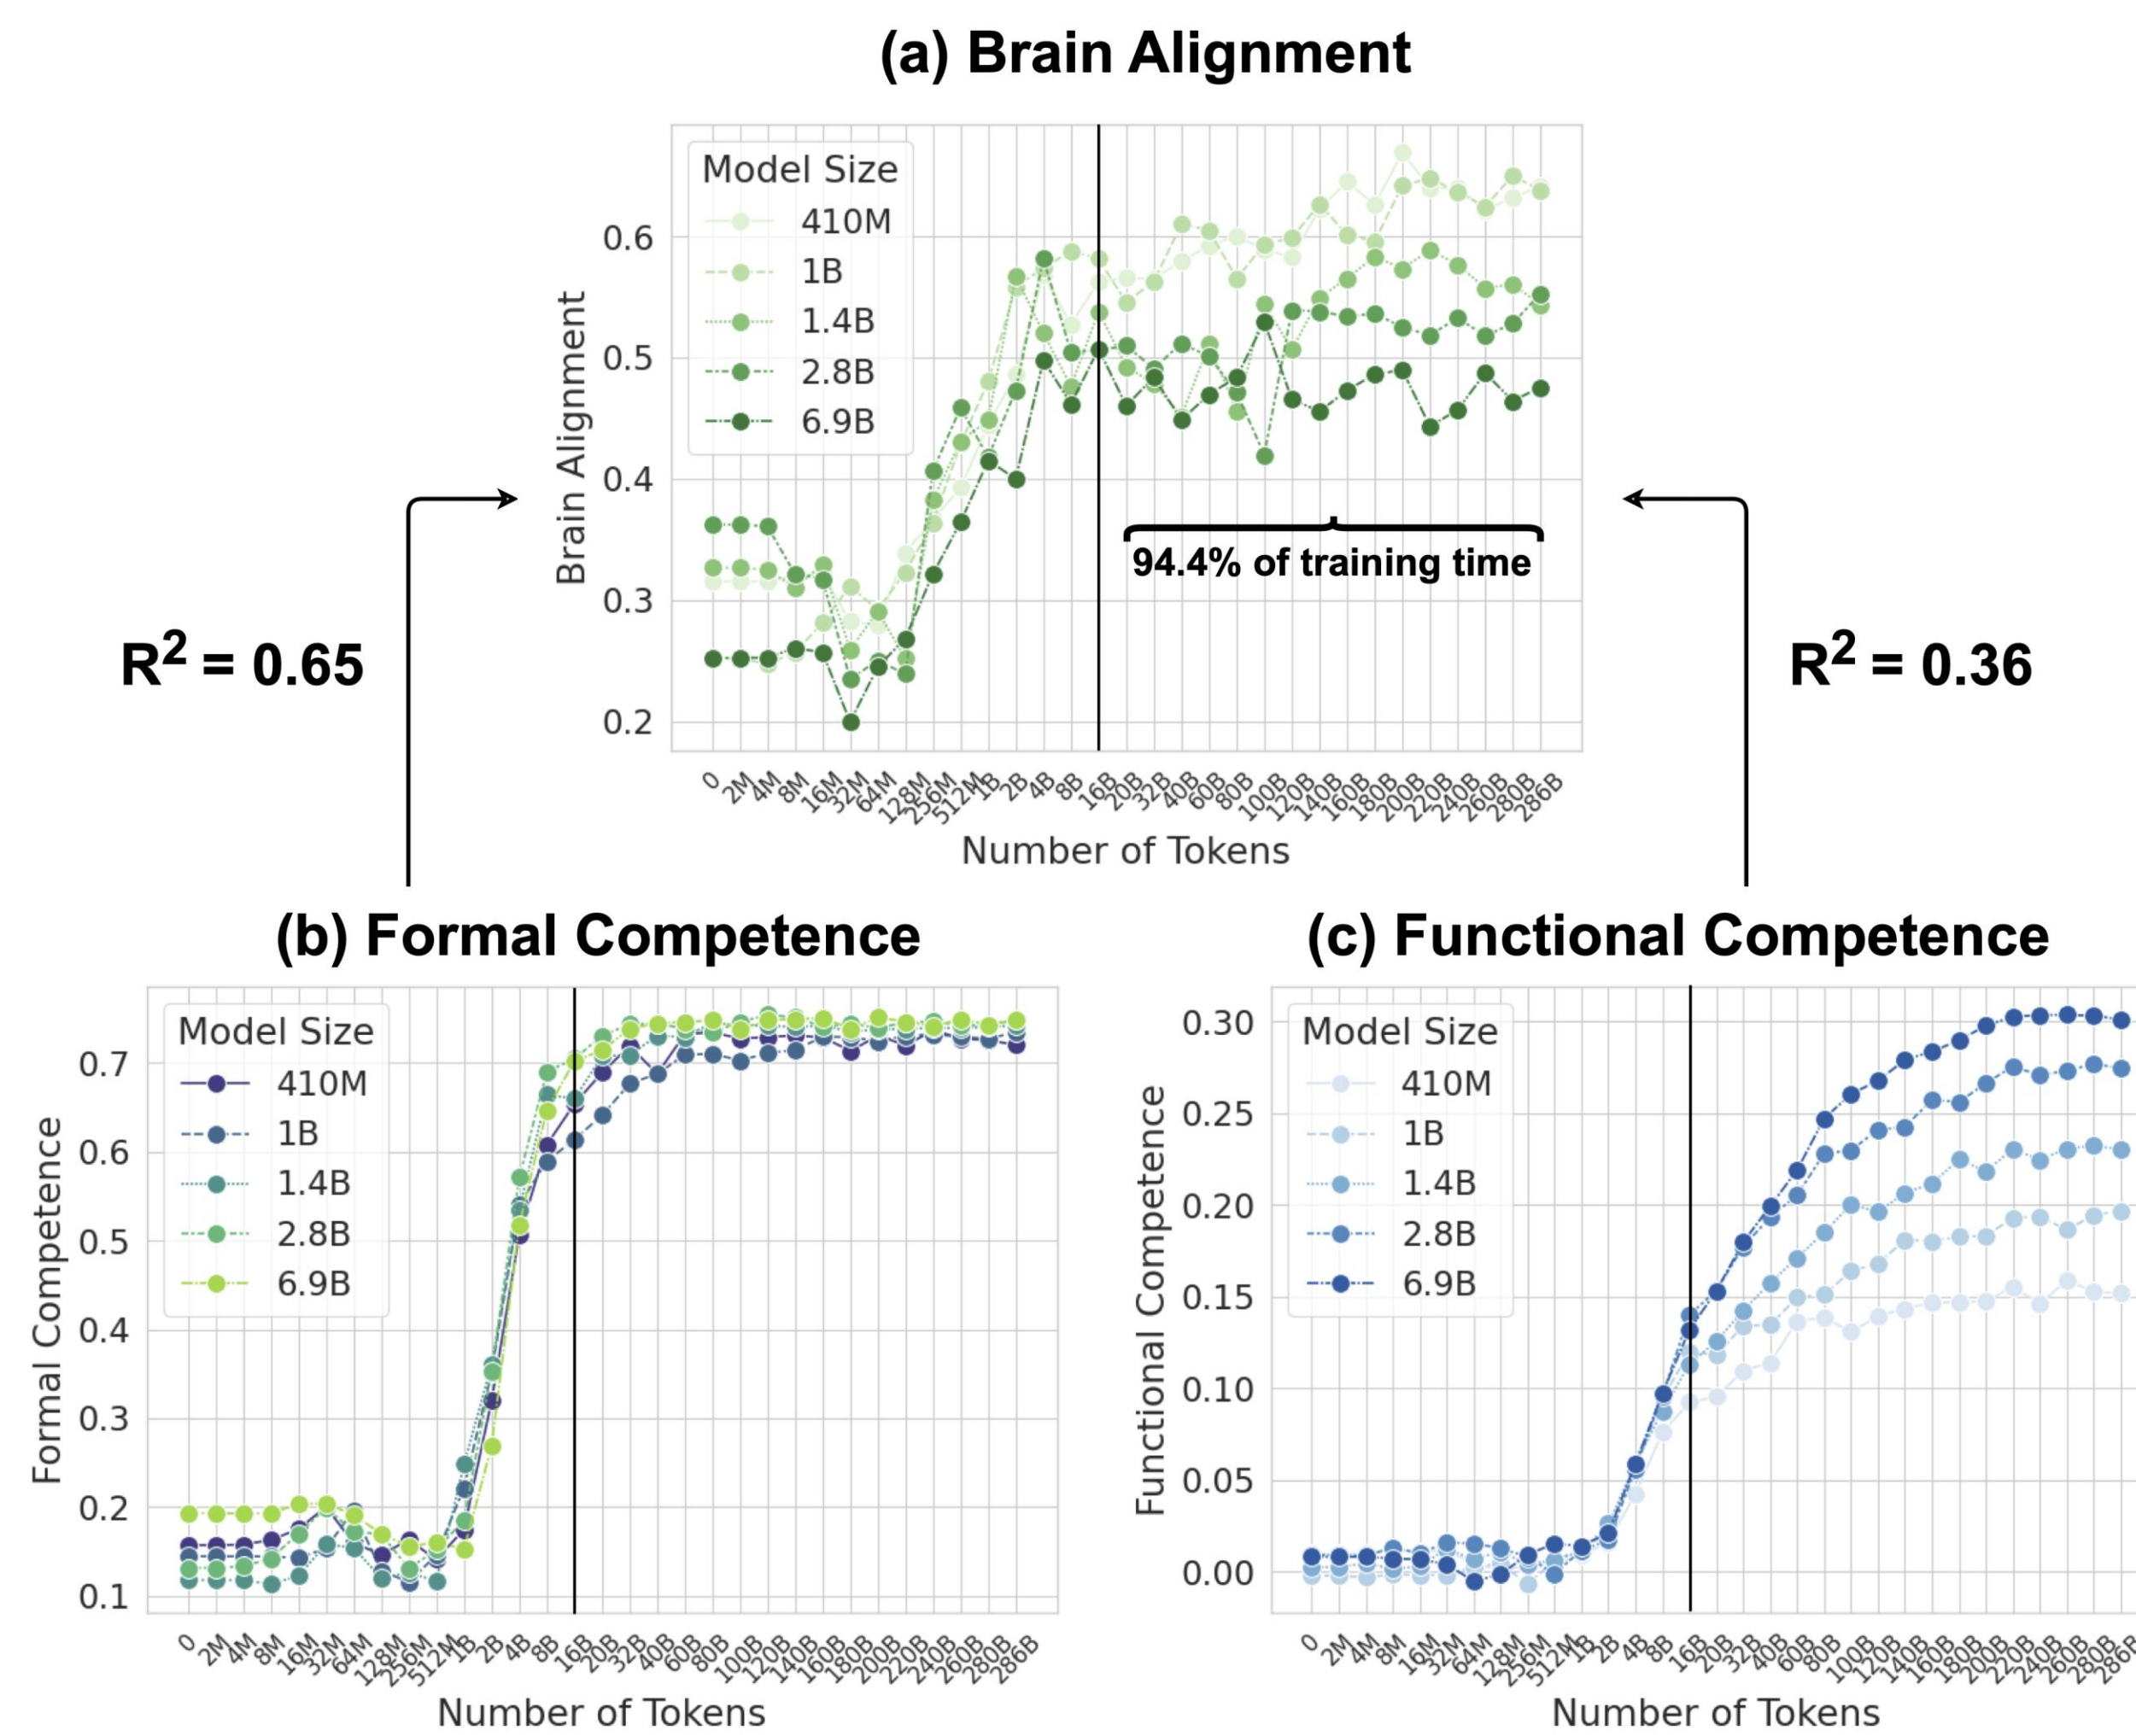 (a) Brain Alignment
Model Size
410M
1B
1.4B
2.8B
6.9B
Brain Alignment
0.6
0.5
0.4
0.3
0.2
94.4% of training time
0 2M 4M 8M 16M 32M 64M 128M 256M 512M 1B 2B 4B 8B 16B 20B 32B 40B 60B 80B 100B 120B 140B 160B 180B 200B 220B 240B 260B 280B 286B
Number of Tokens
R² = 0.65
R² = 0.36
(b) Formal Competence
Model Size
410M
1B
1.4B
2.8B
6.9B
Formal Competence
0.7
0.6
0.5
0.4
0.3
0.2
0.1
0 2M 4M 8M 16M 32M 64M 128M 256M 512M 1B 2B 4B 8B 16B 20B 32B 40B 60B 80B 100B 120B 140B 160B 180B 200B 220B 240B 260B 280B 286B
Number of Tokens
(c) Functional Competence
Model Size
410M
1B
1.4B
2.8B
6.9B
Functional Competence
0.30
0.25
0.20
0.15
0.10
0.05
0.00
0 2M 4M 8M 16M 32M 64M 128M 256M 512M 1B 2B 4B 8B 16B 20B 32B 40B 60B 80B 100B 120B 140B 160B 180B 200B 220B 240B 260B 280B 286B
Number of Tokens